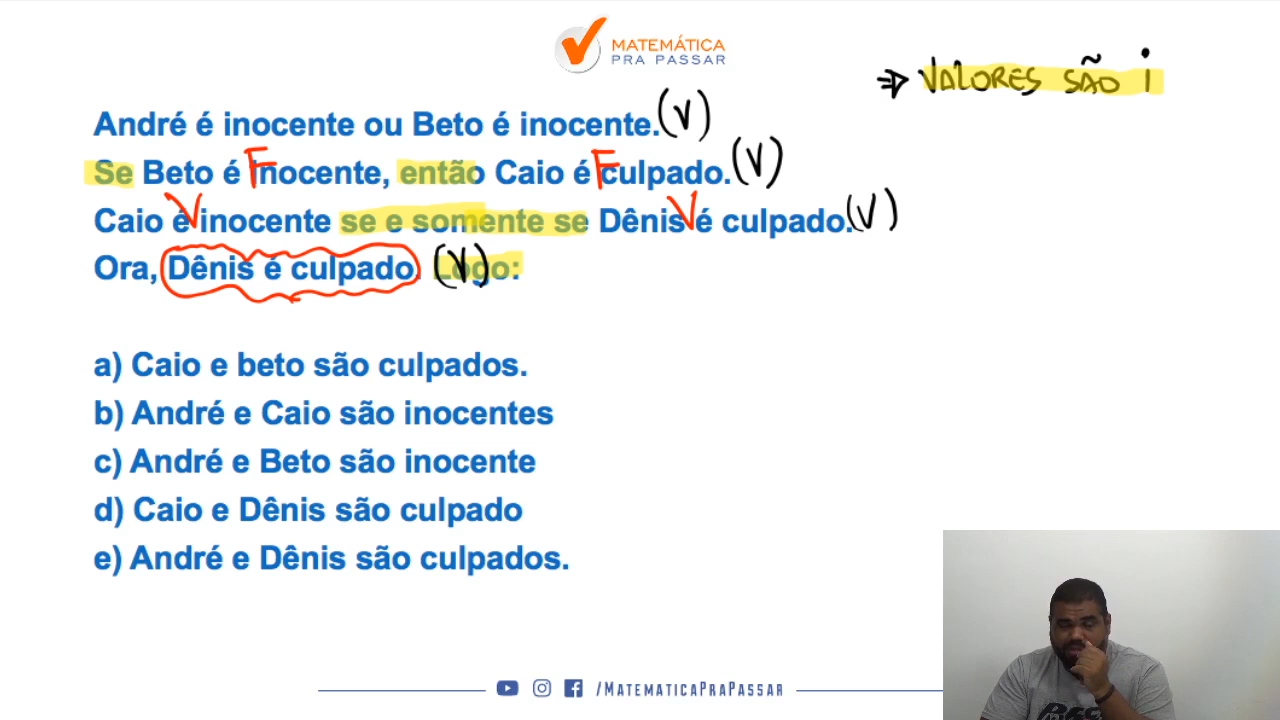 MATEMÁTICA
PRA PASSAR
⇒ VALORES SÃO i
André é inocente ou Beto é inocente. (V)
Se Beto é inocente, então Caio é culpado. (V)
F F
Caio é inocente se e somente se Dênis é culpado. (V)
V V
Ora, Dênis é culpado. Logo: (V)
a) Caio e beto são culpados.
b) André e Caio são inocentes
c) André e Beto são inocente
d) Caio e Dênis são culpado
e) André e Dênis são culpados.
/MatematicaPraPassar